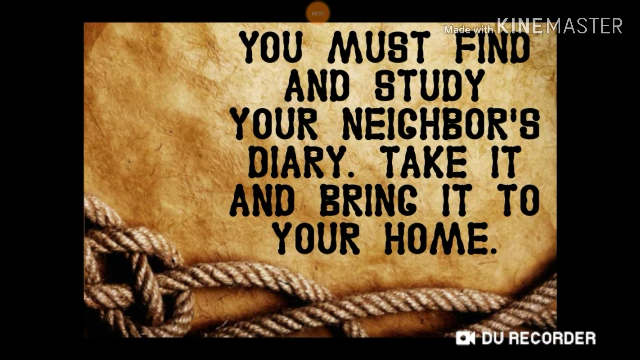 Made with KINEMASTER
YOU MUST FIND
AND STUDY
YOUR NEIGHBOR'S
DIARY. TAKE IT
AND BRING IT TO
YOUR HOME.
DU RECORDER